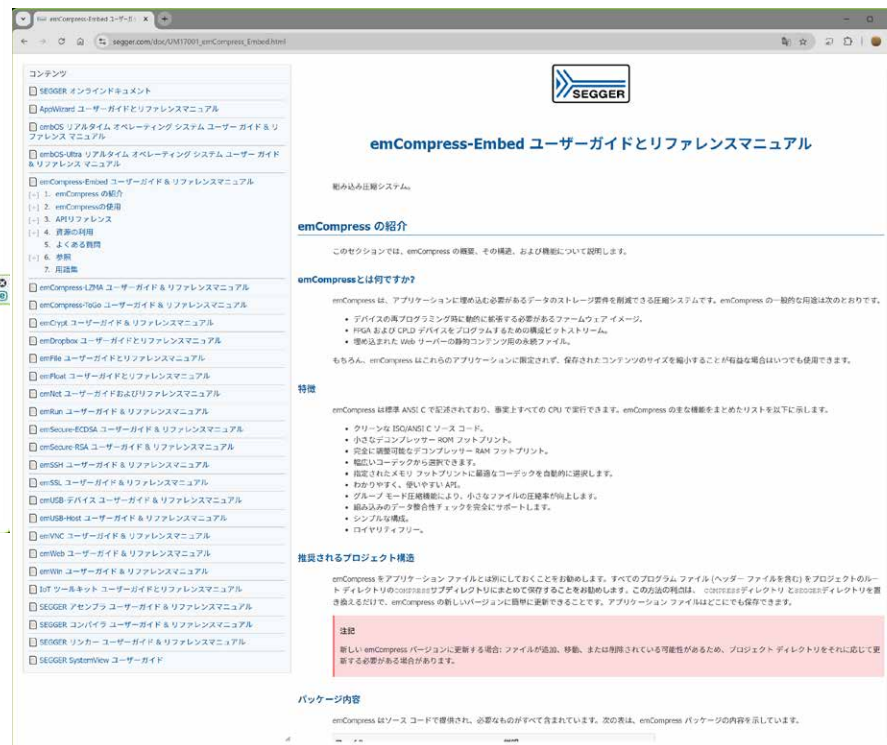 emCompress-Embed ユーザーガイ
segger.com/doc/UM17001_emCompress_Embed.html
コンテンツ
SEGGER オンラインドキュメント
AppWizard ユーザーガイドとリファレンスマニュアル
embOS リアルタイム オペレーティング システム ユーザー ガイド & リ
ファレンス マニュアル
embOS-Ultra リアルタイム オペレーティング システム ユーザー ガイド
& リファレンス マニュアル
emCompress-Embed ユーザーガイド & リファレンスマニュアル
[+] 1. emCompress の紹介
[+] 2. emCompressの使用
[+] 3. APIリファレンス
[+] 4. 資源の利用
5. よくある質問
[+] 6. 参照
7. 用語集
emCompress-LZMA ユーザーガイド & リファレンスマニュアル
emCompress-ToGo ユーザーガイド & リファレンスマニュアル
emCrypt ユーザーガイド & リファレンスマニュアル
emDropbox ユーザーガイド & リファレンスマニュアル
emFile ユーザーガイドとリファレンスマニュアル
emFloat ユーザーガイドとリファレンスマニュアル
emNet ユーザーガイドおよびリファレンスマニュアル
emRun ユーザーガイド & リファレンスマニュアル
emSecure-ECDSA ユーザーガイド & リファレンスマニュアル
emSecure-RSA ユーザーガイド & リファレンスマニュアル
emSSH ユーザーガイド & リファレンスマニュアル
emSSL ユーザーガイド & リファレンスマニュアル
emUSB-デバイス ユーザーガイド & リファレンスマニュアル
emUSB-Host ユーザーガイド & リファレンスマニュアル
emVNC ユーザーガイド & リファレンスマニュアル
emWeb ユーザーガイドとリファレンスマニュアル
emWin ユーザーガイド & リファレンスマニュアル
IoT ツールキット ユーザーガイドとリファレンスマニュアル
SEGGER アセンブラ ユーザーガイド & リファレンスマニュアル
SEGGER コンパイラ ユーザーガイド & リファレンスマニュアル
SEGGER リンカー ユーザーガイド & リファレンスマニュアル
SEGGER SystemView ユーザーガイド
SEGGER
emCompress-Embed ユーザーガイドとリファレンスマニュアル
組み込み圧縮システム。
emCompress の紹介
このセクションでは、emCompress の概要、その構造、および機能について説明します。
emCompressとは何ですか?
emCompress は、アプリケーションに埋め込む必要があるデータのストレージ要件を削減できる圧縮システムです。emCompress の一般的な用途は次のとおりです。
• デバイスの再プログラミング時に動的に拡張する必要があるファームウェア イメージ。
• FPGA および CPLD デバイスをプログラムするための構成ビットストリーム。
• 埋め込まれた Web サーバーの静的コンテンツ用の永続ファイル。
もちろん、emCompress はこれらのアプリケーションに限定されず、保存されたコンテンツのサイズを縮小することが有益な場合はいつでも使用できます。
特徴
emCompress は標準 ANSI C で記述されており、事実上すべての CPU で実行できます。emCompress の主な機能をまとめたリストを以下に示します。
• クリーンな ISO/ANSI C ソース コード。
• 小さなデコンプレッサー ROM フットプリント。
• 完全に調整可能なデコンプレッサー RAM フットプリント。
• 幅広いコーデックから選択できます。
• 指定されたメモリ フットプリントに最適なコーデックを自動的に選択します。
• わかりやすく、使いやすい API。
• グループ モード圧縮機能により、小さなファイルの圧縮率が向上します。
• 組み込みのデータ整合性チェックを完全にサポートします。
• シンプルな構成。
• ロイヤリティフリー。
推奨されるプロジェクト構造
emCompress をアプリケーション ファイルとは別にしておくことをお勧めします。すべてのプログラム ファイル (ヘッダー ファイルを含む) をプロジェクトのルー
ト ディレクトリのCOMPRESSサブディレクトリにまとめて保存することをお勧めします。この方法の利点は、 COMPRESSディレクトリ とSEGGERディレクトリを置
き換えるだけで、emCompress の新しいバージョンに簡単に更新できることです。アプリケーション ファイルはどこにでも保存できます。
注記
新しい emCompress バージョンに更新する場合: ファイルが追加、移動、または削除されている可能性があるため、プロジェクト ディレクトリをそれに応じて更
新する必要がある場合があります。
パッケージ内容
emCompress はソース コードで提供され、必要なものがすべて含まれています。次の表は、emCompress パッケージの内容を示しています。